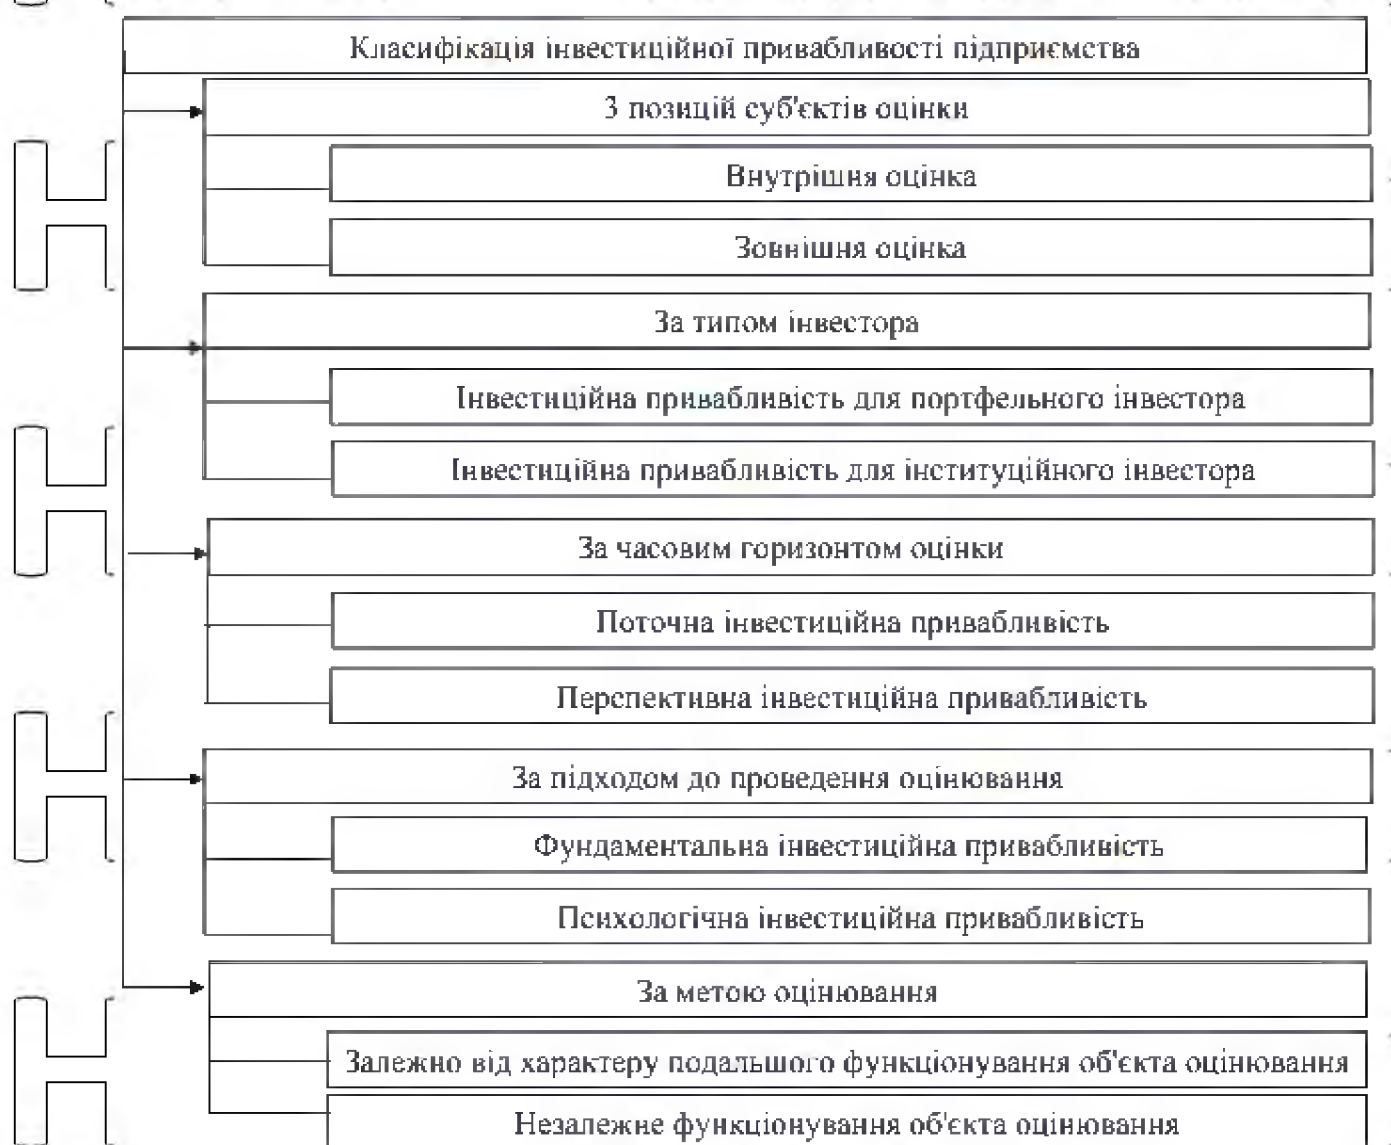 Класифікація інвестиційної привабливості підприємства
З позицій суб'єктів оцінки
Внутрішня оцінка
Зовнішня оцінка
За типом інвестора
Інвестиційна привабливість для портфельного інвестора
Інвестиційна привабливість для інституційного інвестора
За часовим горизонтом оцінки
Поточна інвестиційна привабливість
Перспективна інвестиційна привабливість
За підходом до проведення оцінювання
Фундаментальна інвестиційна привабливість
Психологічна інвестиційна привабливість
За метою оцінювання
Залежно від характеру подальшого функціонування об'єкта оцінювання
Незалежне функціонування об'єкта оцінювання